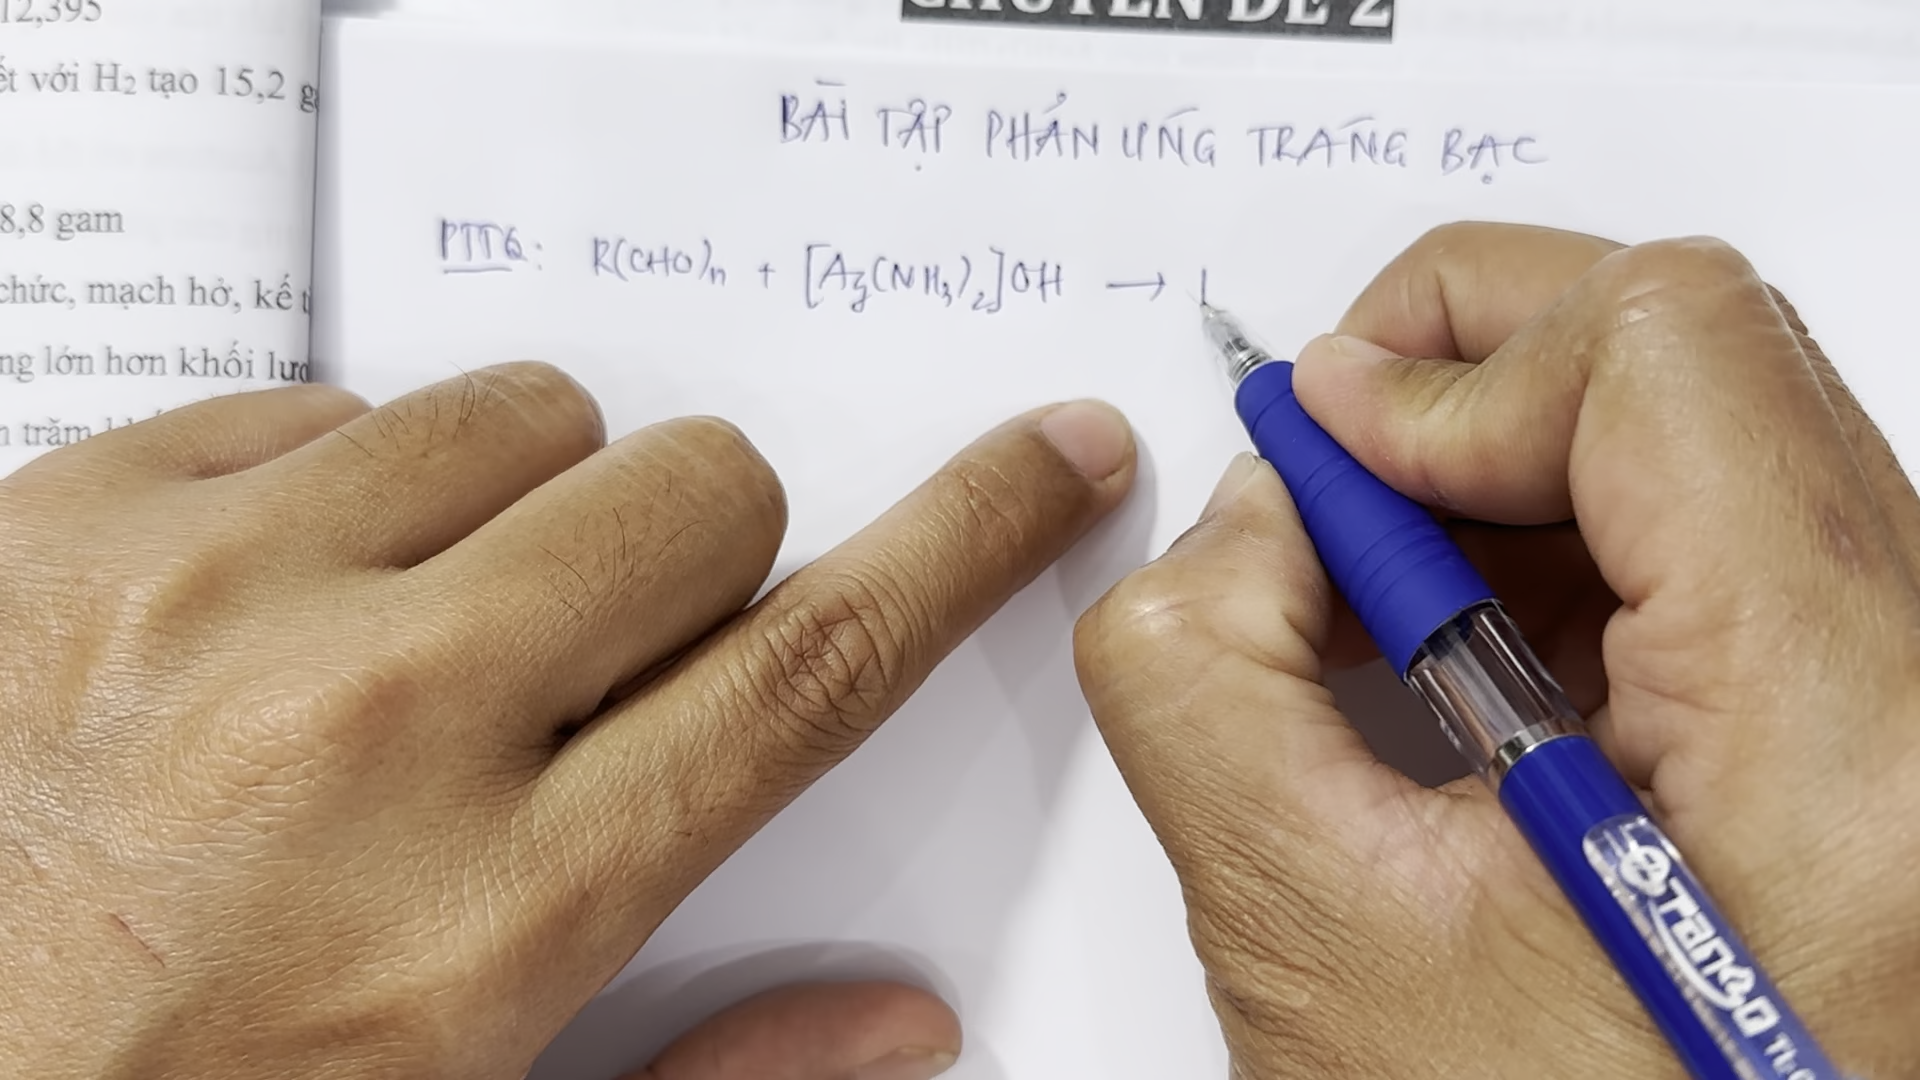 12,395
CHUYÊN ĐỀ 2
ết với H₂ tạo 15,2 g
BÀI TẬP PHẢN ỨNG TRÁNG BẠC
8,8 gam
PTTQ: R(CHO)n + [Ag(NH₃)₂]OH →
chức, mạch hở, kế t
ng lớn hơn khối lượ
trăm
TRANGO